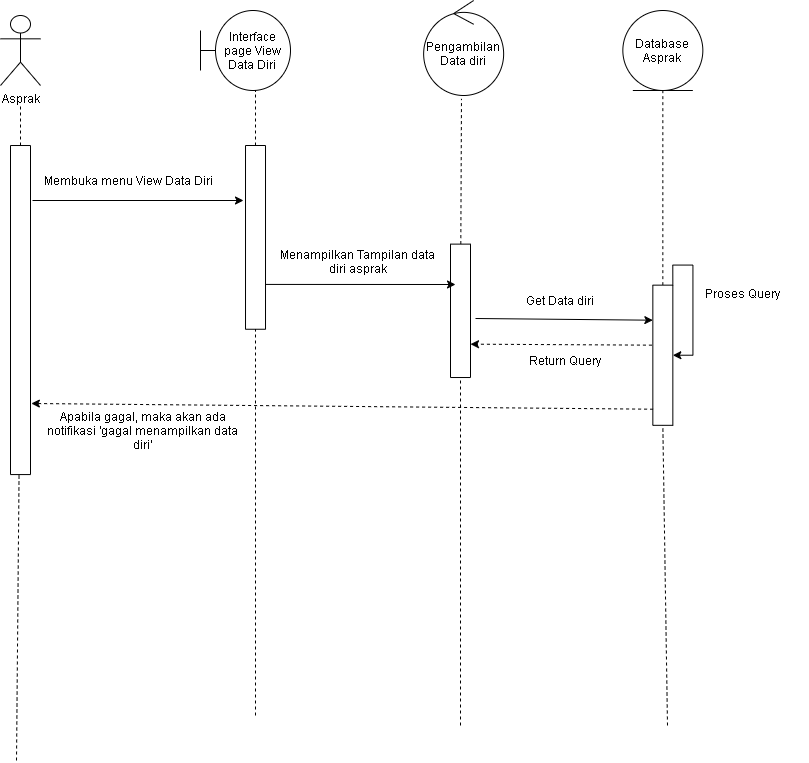 Interface
page View
Data Diri
Pengambilan
Data diri
Database
Asprak
Asprak
Membuka menu View Data Diri
Menampilkan Tampilan data
diri asprak
Get Data diri
Proses Query
Return Query
Apabila gagal, maka akan ada
notifikasi 'gagal menampilkan data
diri'